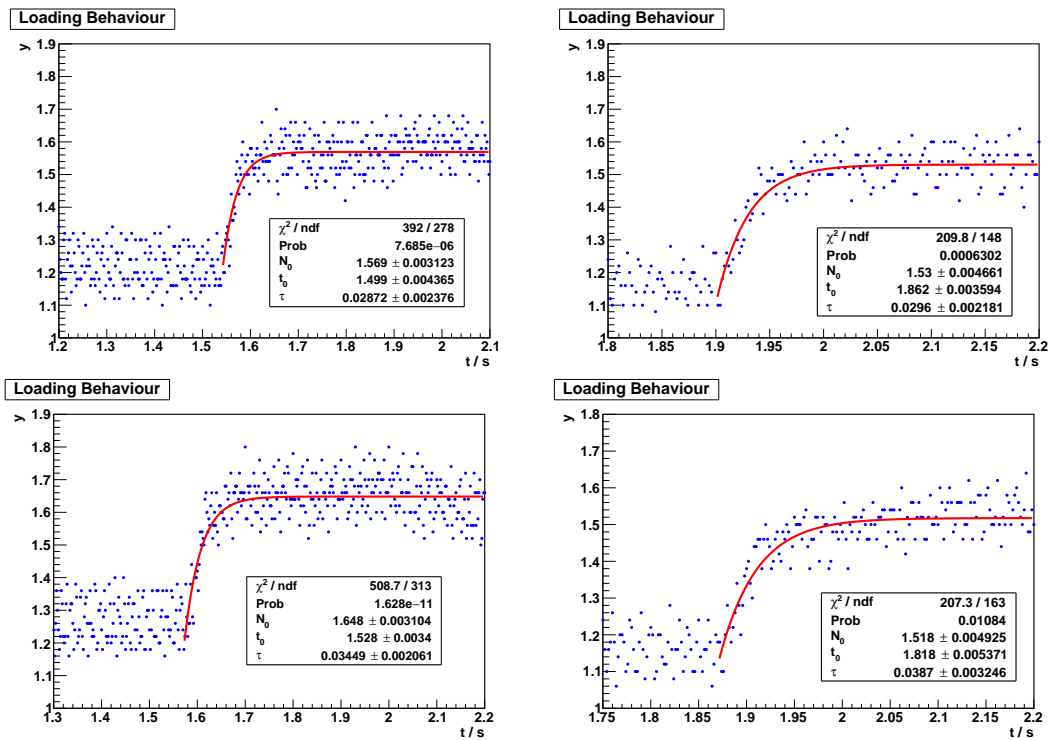 Loading Behaviour
y
1.9
1.8
1.7
1.6
1.5
1.4
1.3
1.2
1.1
1
1.2 1.3 1.4 1.5 1.6 1.7 1.8 1.9 2 2.1
t / s
χ² / ndf 392 / 278
Prob 7.685e−06
N₀ 1.569 ± 0.003123
t₀ 1.499 ± 0.004365
τ 0.02872 ± 0.002376
Loading Behaviour
y
1.9
1.8
1.7
1.6
1.5
1.4
1.3
1.2
1.1
1
1.8 1.85 1.9 1.95 2 2.05 2.1 2.15 2.2
t / s
χ² / ndf 209.8 / 148
Prob 0.0006302
N₀ 1.53 ± 0.004661
t₀ 1.862 ± 0.003594
τ 0.0296 ± 0.002181
Loading Behaviour
y
1.9
1.8
1.7
1.6
1.5
1.4
1.3
1.2
1.1
1
1.3 1.4 1.5 1.6 1.7 1.8 1.9 2 2.1 2.2
t / s
χ² / ndf 508.7 / 313
Prob 1.628e−11
N₀ 1.648 ± 0.003104
t₀ 1.528 ± 0.0034
τ 0.03449 ± 0.002061
Loading Behaviour
y
1.8
1.7
1.6
1.5
1.4
1.3
1.2
1.1
1
1.75 1.8 1.85 1.9 1.95 2 2.05 2.1 2.15 2.2
t / s
χ² / ndf 207.3 / 163
Prob 0.01084
N₀ 1.518 ± 0.004925
t₀ 1.818 ± 0.005371
τ 0.0387 ± 0.003246